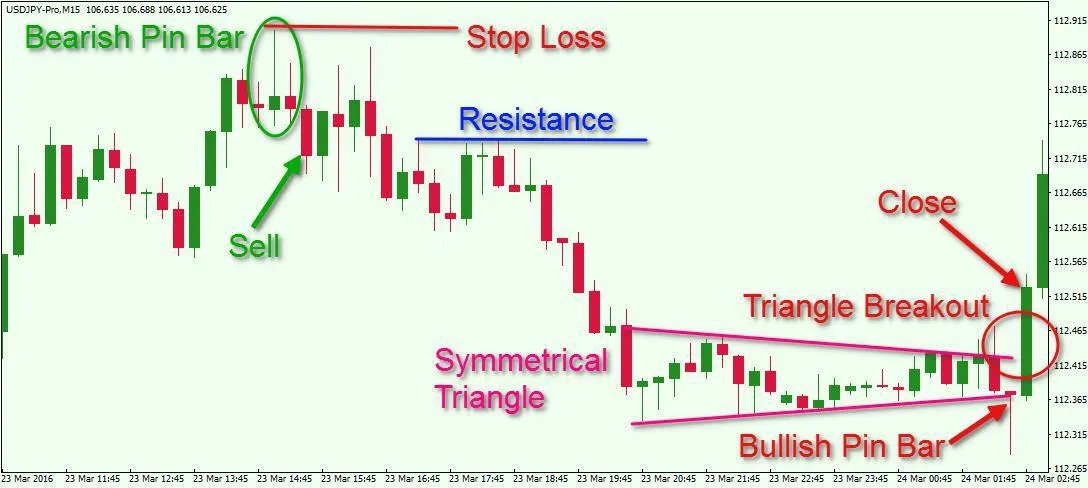 USDJPY-Pro,M15 106.635 106.688 106.613 106.625
Bearish Pin Bar
Stop Loss
Resistance
Sell
Close
Triangle Breakout
Symmetrical
Triangle
Bullish Pin Bar
112.915
112.865
112.815
112.765
112.715
112.665
112.615
112.565
112.515
112.465
112.415
112.365
112.315
112.265
23 Mar 2016 23 Mar 11:45 23 Mar 12:45 23 Mar 13:45 23 Mar 14:45 23 Mar 15:45 23 Mar 16:45 23 Mar 17:45 23 Mar 18:45 23 Mar 19:45 23 Mar 20:45 23 Mar 21:45 23 Mar 22:45 23 Mar 23:45 24 Mar 00:45 24 Mar 01:45 24 Mar 02:45